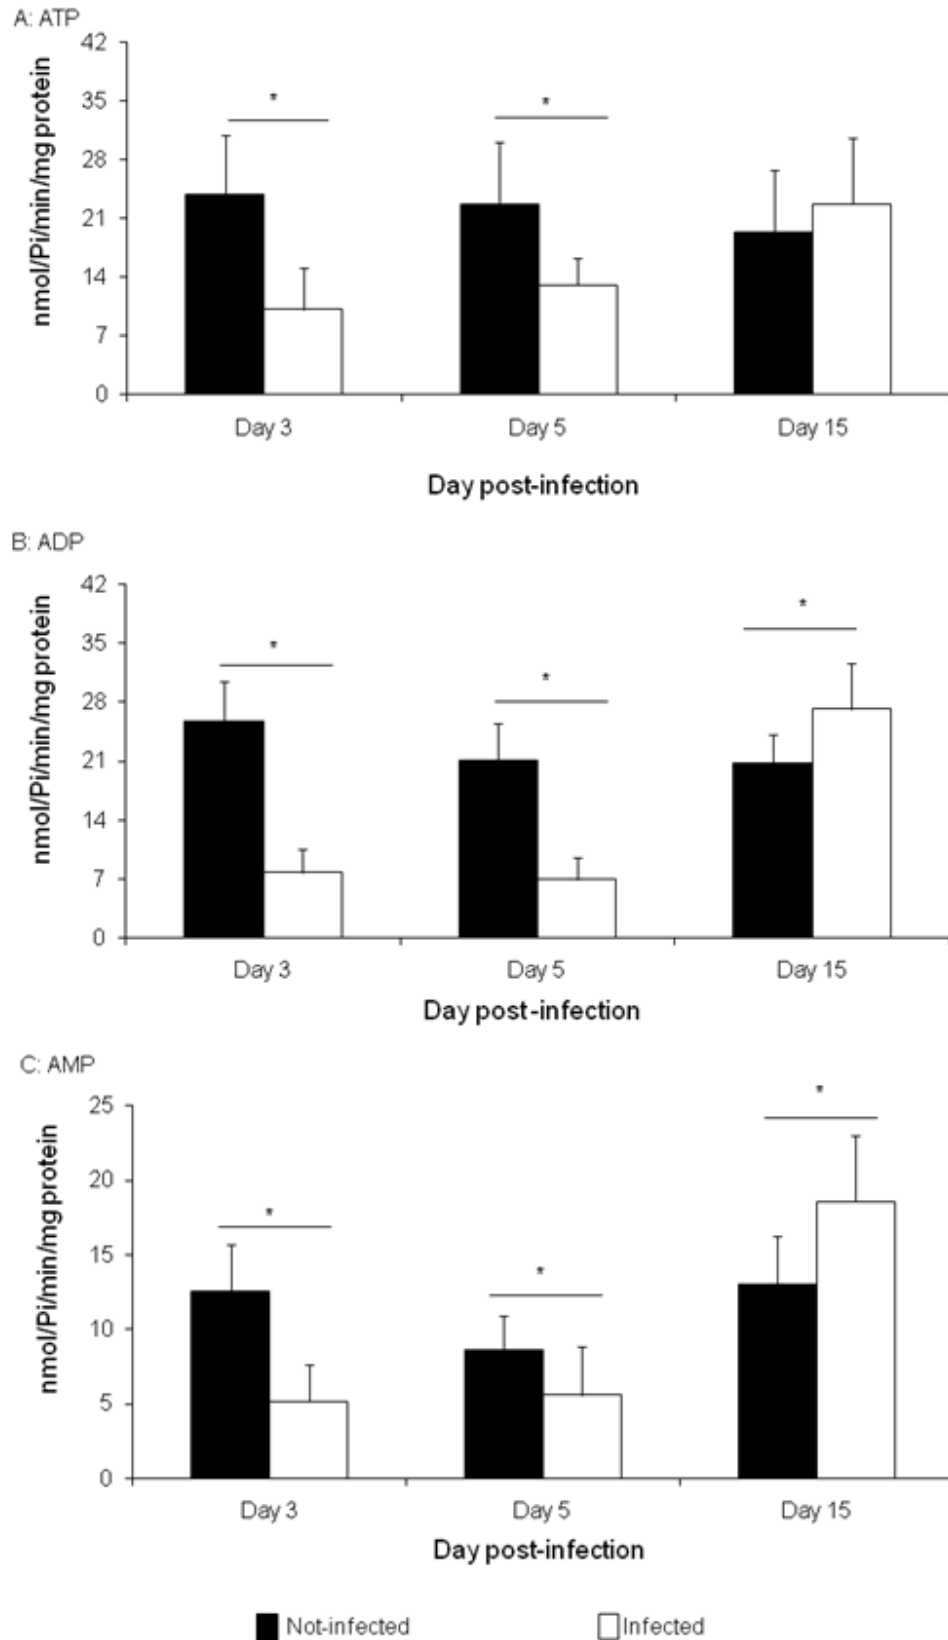 A: ATP
42
35
28
21
14
7
0
nmol/Pi/min/mg protein
*
*
Day 3
Day 5
Day 15
Day post-infection
B: ADP
42
35
28
21
14
7
0
nmol/Pi/min/mg protein
*
*
*
Day 3
Day 5
Day 15
Day post-infection
C: AMP
25
20
15
10
5
0
nmol/Pi/min/mg protein
*
*
*
Day 3
Day 5
Day 15
Day post-infection
Not-infected
Infected